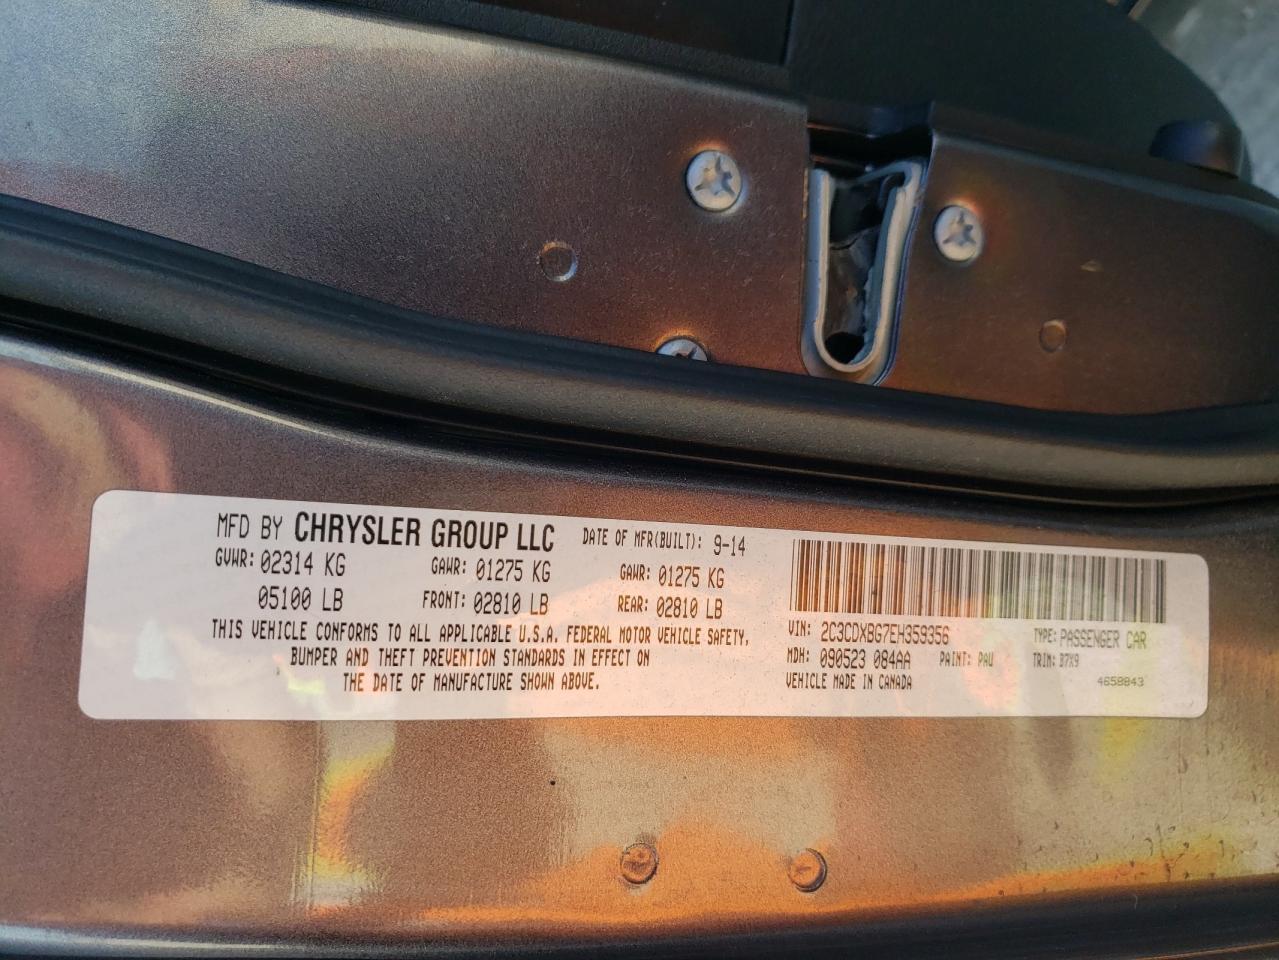 MFD BY CHRYSLER GROUP LLC DATE OF MFR(BUILT): 9-14
GVWR: 02314 KG GAWR: 01275 KG GAWR: 01275 KG
05100 LB FRONT: 02810 LB REAR: 02810 LB
THIS VEHICLE CONFORMS TO ALL APPLICABLE U.S.A. FEDERAL MOTOR VEHICLE SAFETY,
BUMPER AND THEFT PREVENTION STANDARDS IN EFFECT ON
THE DATE OF MANUFACTURE SHOWN ABOVE.
VIN: 2C3CDXBG7EH359356 TYPE: PASSENGER CAR
MDH: 090523 084AA PAINT: PAU TRIM: B7X9
VEHICLE MADE IN CANADA 4658843